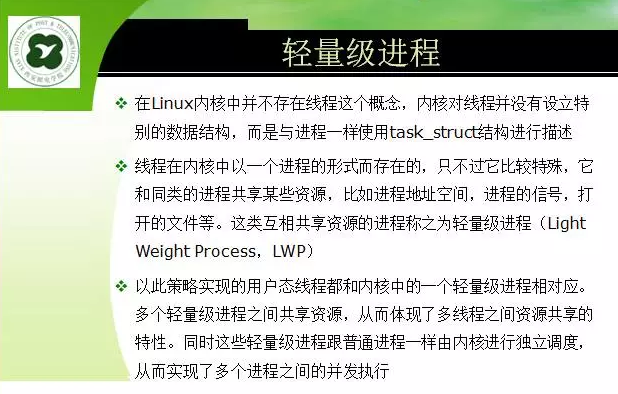 轻量级进程
在Linux内核中并不存在线程这个概念，内核对线程并没有设立特
别的数据结构，而是与进程一样使用task_struct结构进行描述
线程在内核中以一个进程的形式而存在的，只不过它比较特殊，它
和同类的进程共享某些资源，比如进程地址空间，进程的信号，打
开的文件等。这类互相共享资源的进程称之为轻量级进程（Light
Weight Process，LWP）
以此策略实现的用户态线程都和内核中的一个轻量级进程相对应。
多个轻量级进程之间共享资源，从而体现了多线程之间资源共享的
特性。同时这些轻量级进程跟普通进程一样由内核进行独立调度，
从而实现了多个进程之间的并发执行